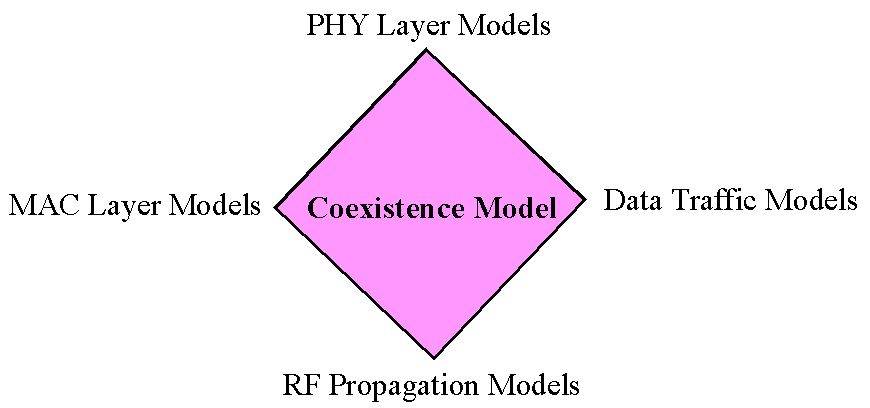 PHY Layer Models
MAC Layer Models
Coexistence Model
Data Traffic Models
RF Propagation Models